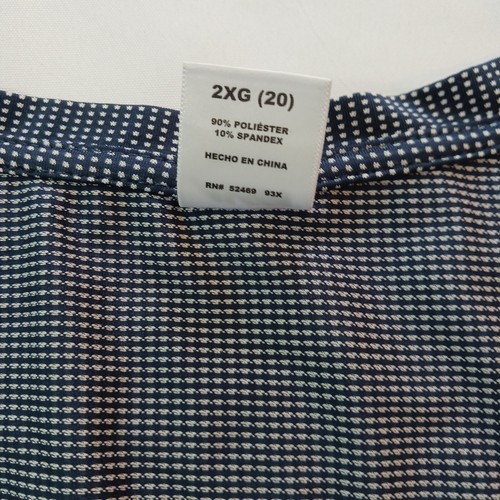 2XG (20)
90% POLIÉSTER
10% SPANDEX
HECHO EN CHINA
RN# 52469 93X